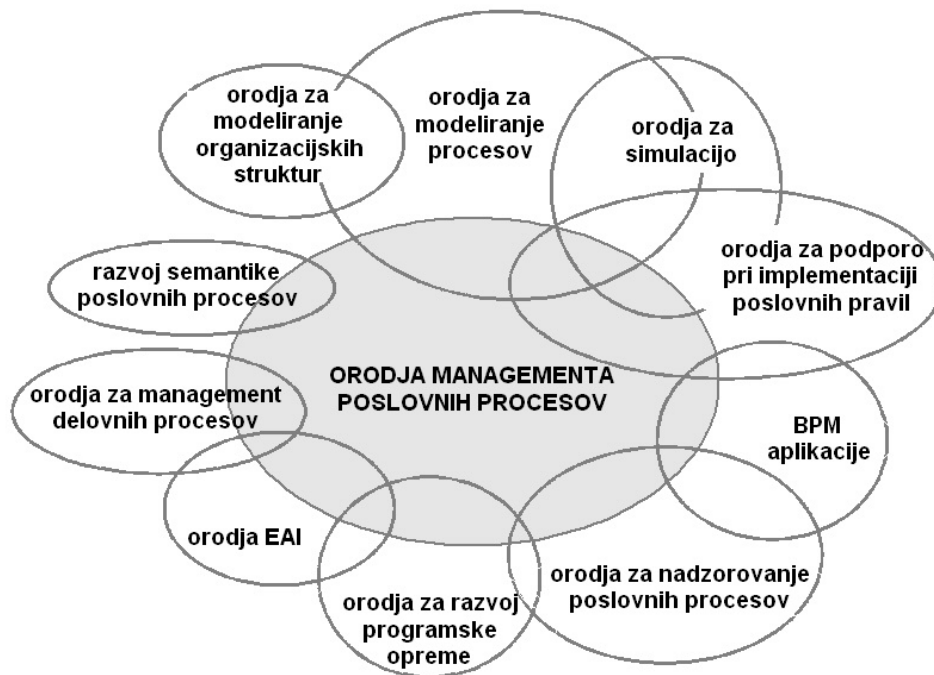 orodja za
modeliranje
organizacijskih
struktur
orodja za
modeliranje
procesov
orodja za
simulacijo
orodja za podporo
pri implementaciji
poslovnih pravil
razvoj semantike
poslovnih procesov
ORODJA MANAGEMENTA
POSLOVNIH PROCESOV
orodja za management
delovnih procesov
BPM
aplikacije
orodja EAI
orodja za nadzorovanje
poslovnih procesov
orodja za razvoj
programske
opreme